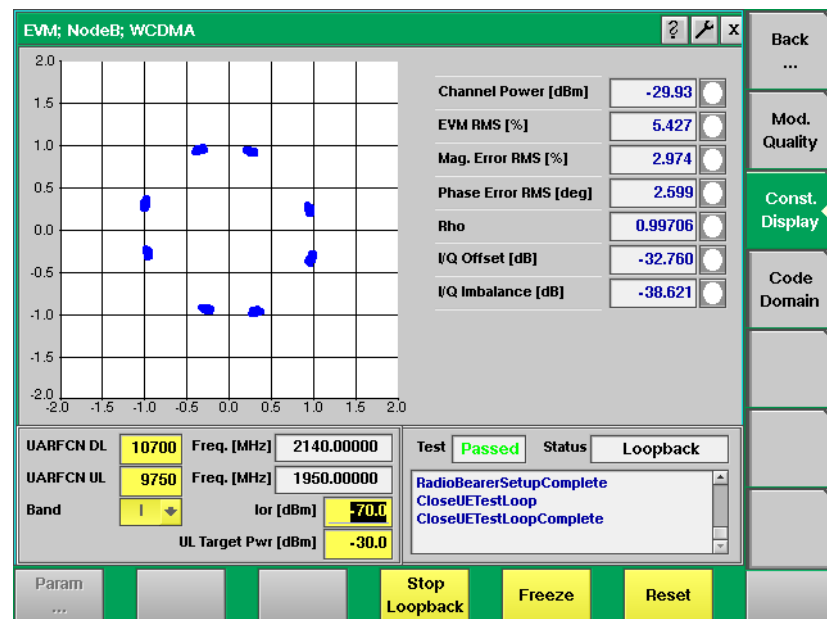 EVM; NodeB; WCDMA
? x
Back
...
2.0
1.5
1.0
0.5
0.0
-0.5
-1.0
-1.5
-2.0
-2.0 -1.5 -1.0 -0.5 0.0 0.5 1.0 1.5 2.0
Channel Power [dBm] -29.93
EVM RMS [%] 5.427
Mag. Error RMS [%] 2.974
Phase Error RMS [deg] 2.599
Rho 0.99706
I/Q Offset [dB] -32.760
I/Q Imbalance [dB] -38.621
Mod.
Quality
Const.
Display
Code
Domain
UARFCN DL 10700 Freq. [MHz] 2140.00000
UARFCN UL 9750 Freq. [MHz] 1950.00000
Band I Ior [dBm] -70.0
UL Target Pwr [dBm] -30.0
Test Passed Status Loopback
RadioBearerSetupComplete
CloseUETestLoop
CloseUETestLoopComplete
Param
...
Stop
Loopback
Freeze
Reset